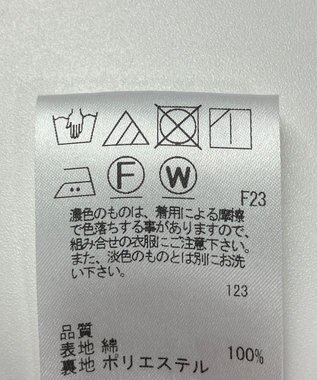 F W F23
濃色のものは、着用による摩擦
で色落ちする事がありますので、
組み合せの衣服にご注意下さい。
また、淡色のものとは別にお洗
い下さい。
123
品質
表地 綿 100%
裏地 ポリエステル